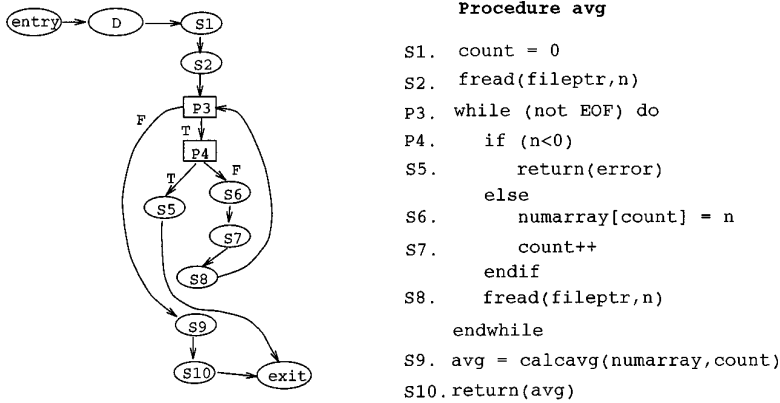 entry
D
S1
S2
P3
F
T
P4
T
F
S5
S6
S7
S8
S9
S10
exit
Procedure avg
S1. count = 0
S2. fread(fileptr,n)
P3. while (not EOF) do
P4. if (n<0)
S5. return(error)
else
S6. numarray[count] = n
S7. count++
endif
S8. fread(fileptr,n)
endwhile
S9. avg = calcavg(numarray,count)
S10. return(avg)